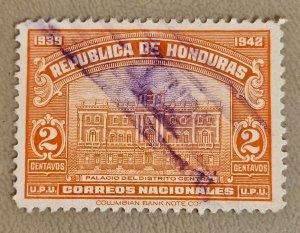 1939 1942
REPUBLICA DE HONDURAS
2 2
CENTAVOS CENTAVOS
PALACIO DEL DISTRITO CENTRAL
U.P.U. CORREOS NACIONALES U.P.U.
COLUMBIAN BANK NOTE CO.